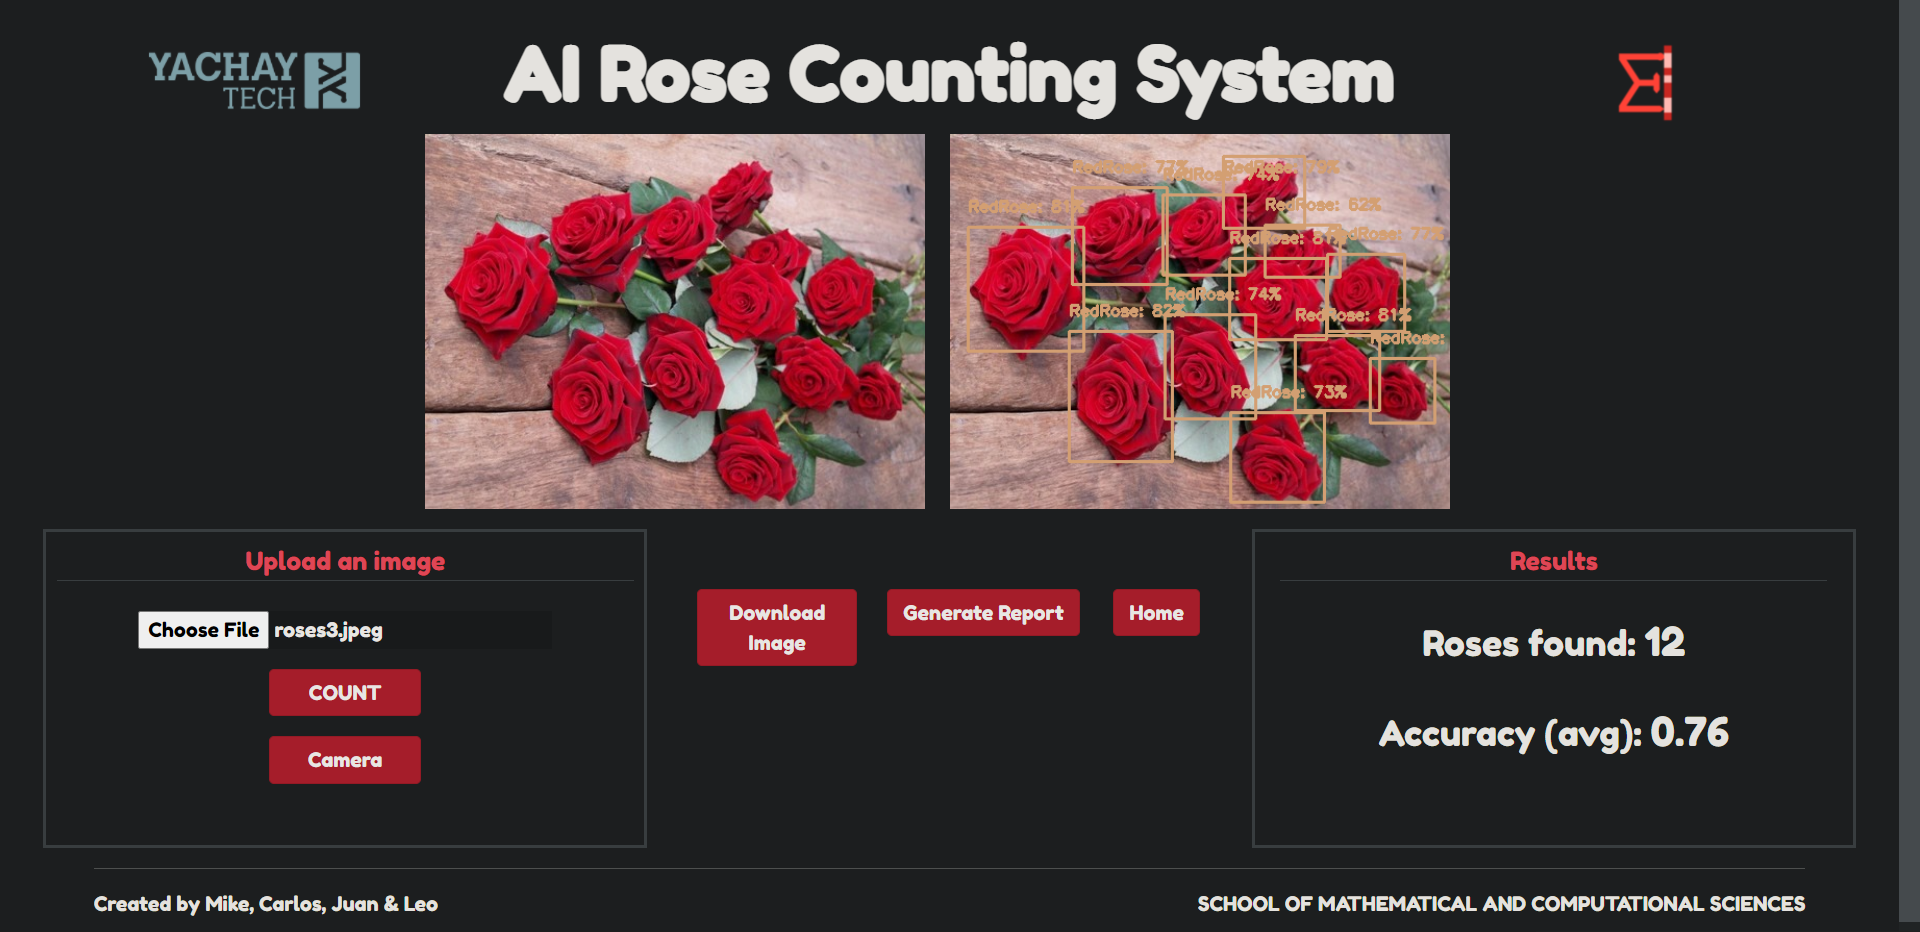 YACHAY
TECH
AI Rose Counting System
RedRose: 77%
RedRose: 74%
RedRose: 79%
RedRose: 81%
RedRose: 62%
RedRose: 81%
RedRose: 77%
RedRose: 74%
RedRose: 82%
RedRose: 81%
RedRose:
RedRose: 73%
Upload an image
Choose File roses3.jpeg
COUNT
Camera
Download
Image
Generate Report
Home
Results
Roses found: 12
Accuracy (avg): 0.76
Created by Mike, Carlos, Juan & Leo
SCHOOL OF MATHEMATICAL AND COMPUTATIONAL SCIENCES